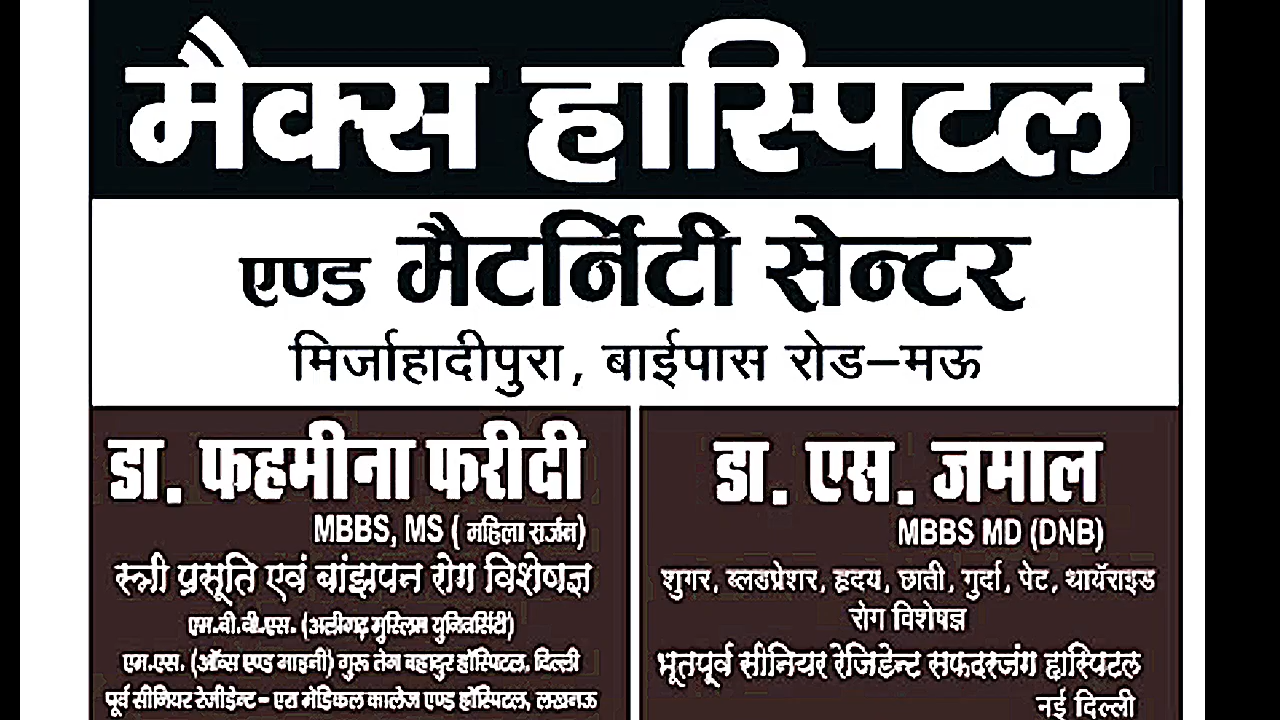 मैक्स हास्पिटल
एण्ड मैटर्निटी सेन्टर
मिर्जाहादीपुरा, बाईपास रोड–मऊ
डा. फहमीना फरीदी
MBBS, MS ( महिला सर्जन)
स्त्री प्रसूति एवं बांझपन रोग विशेषज्ञ
एम.बी.बी.एस. (अलीगढ़ मुस्लिम युनिवर्सिटी)
एम.एस. (ऑब्स एण्ड गाइनी) गुरू तेग बहादुर हॉस्पिटल, दिल्ली
पूर्व सीनियर रेजीडेन्ट – एरा मेडिकल कालेज एण्ड हॉस्पिटल, लखनऊ
डा. एस. जमाल
MBBS MD (DNB)
शुगर, ब्लडप्रेशर, हृदय, छाती, गुर्दा, पेट, थायॅराइड
रोग विशेषज्ञ
भूतपूर्व सीनियर रेजिडेन्ट सफदरजंग हास्पिटल
नई दिल्ली